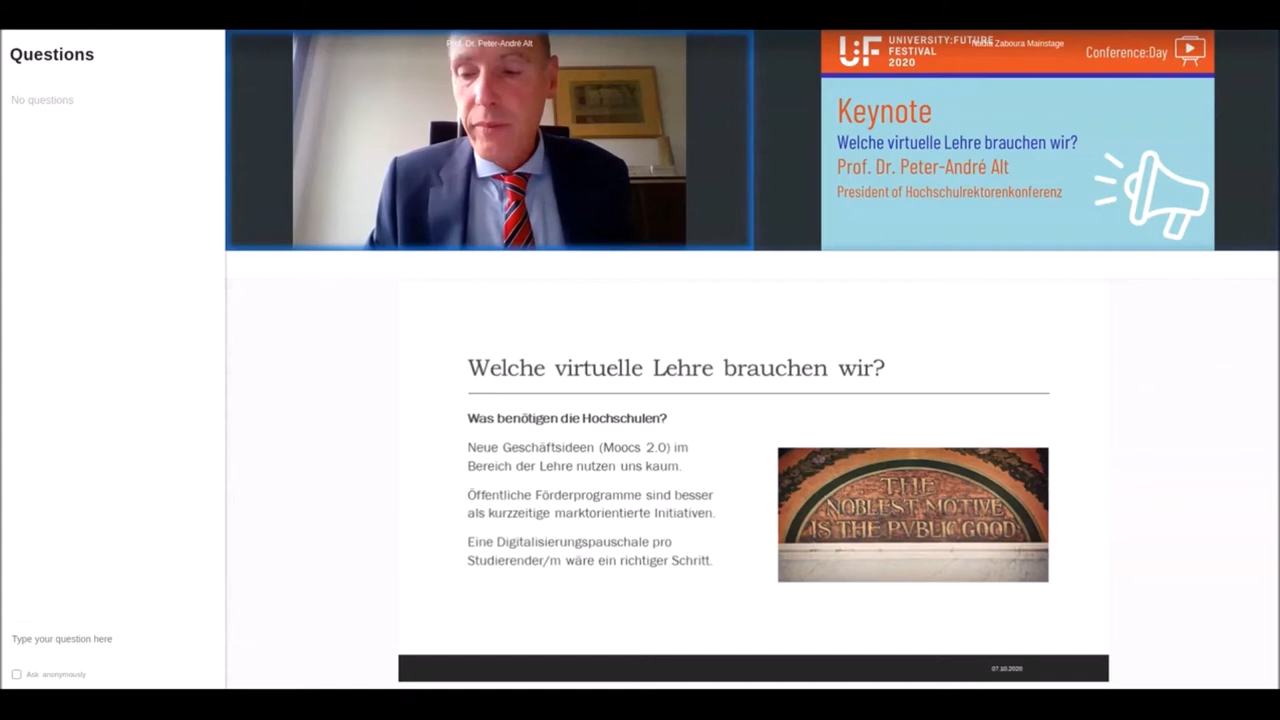 Questions
No questions
Type your question here
Ask anonymously
Prof. Dr. Peter-André Alt
Zaboura Mainstage
UNIVERSITY:FUTURE
FESTIVAL
2020
U:F
Conference:Day
Keynote
Welche virtuelle Lehre brauchen wir?
Prof. Dr. Peter-André Alt
President of Hochschulrektorenkonferenz
Welche virtuelle Lehre brauchen wir?
Was benötigen die Hochschulen?
Neue Geschäftsideen (Moocs 2.0) im
Bereich der Lehre nutzen uns kaum.
Öffentliche Förderprogramme sind besser
als kurzzeitige marktorientierte Initiativen.
Eine Digitalisierungspauschale pro
Studierender/m wäre ein richtiger Schritt.
THE
NOBLEST MOTIVE
IS THE PVBLIC GOOD
07.10.2020